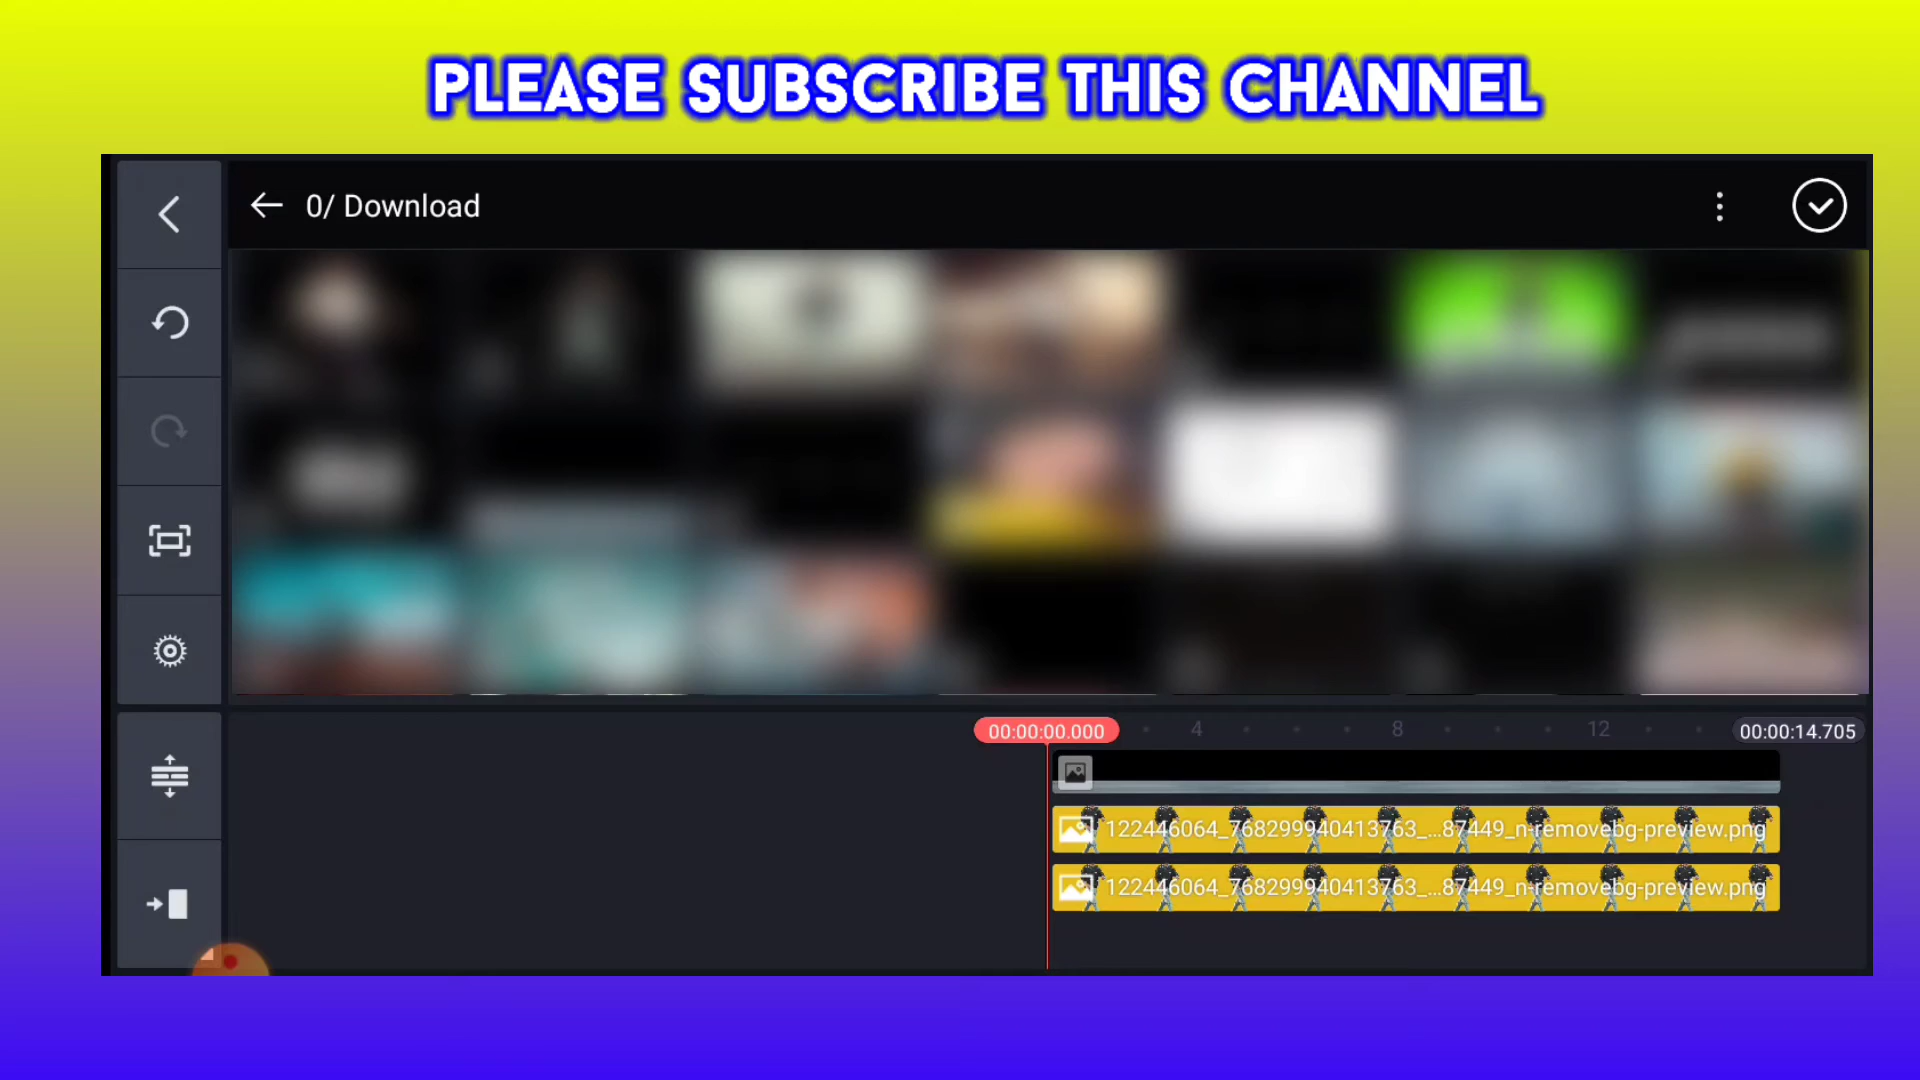 PLEASE SUBSCRIBE THIS CHANNEL
0/ Download
00:00:00.000 4 8 12 00:00:14.705
122446064_768299940413763_...87449_n-removebg-preview.png
122446064_768299940413763_...87449_n-removebg-preview.png